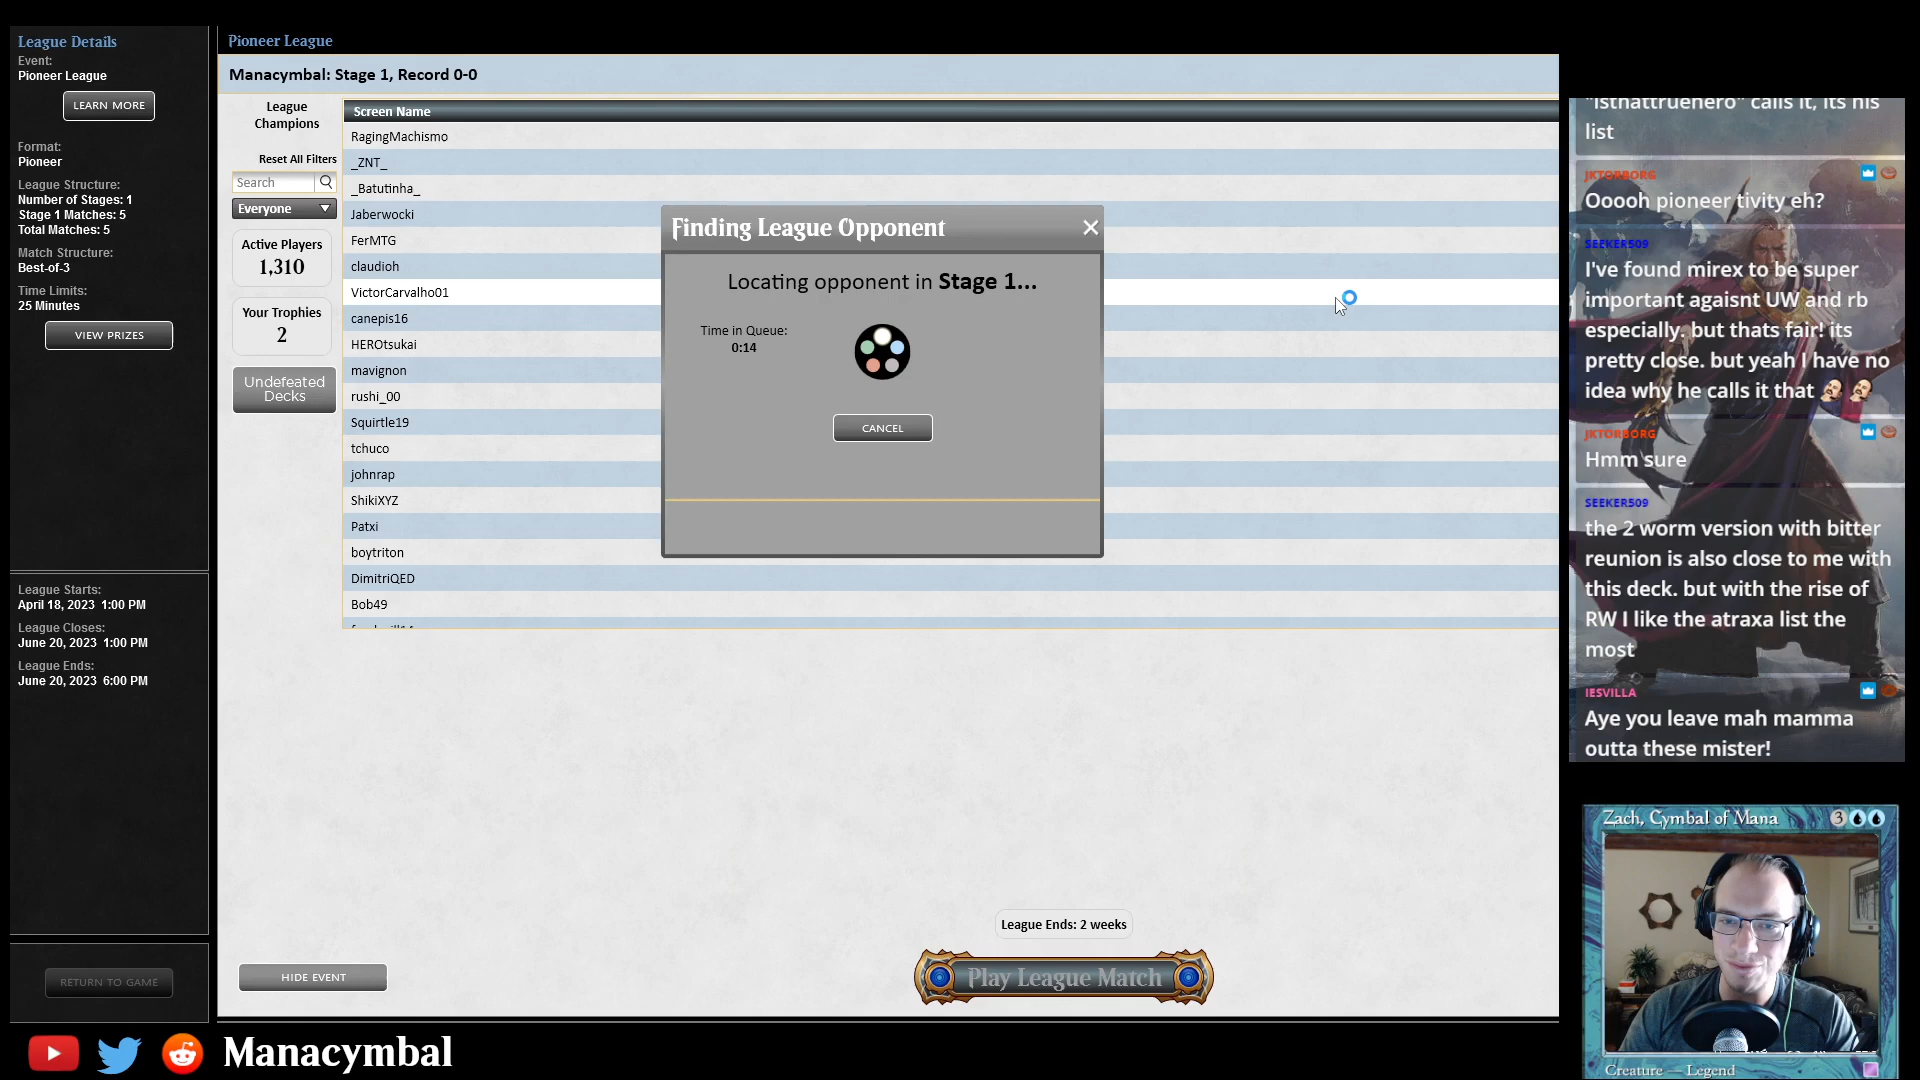 League Details
Event:
Pioneer League
LEARN MORE
Format:
Pioneer
League Structure:
Number of Stages: 1
Stage 1 Matches: 5
Total Matches: 5
Match Structure:
Best-of-3
Time Limits:
25 Minutes
VIEW PRIZES
League Starts:
April 18, 2023 1:00 PM
League Closes:
June 20, 2023 1:00 PM
League Ends:
June 20, 2023 6:00 PM
RETURN TO GAME
Pioneer League
Manacymbal: Stage 1, Record 0-0
League
Champions
Reset All Filters
Search
Everyone
Active Players
1,310
Your Trophies
2
Undefeated
Decks
Screen Name
RagingMachismo
_ZNT_
_Batutinha_
Jaberwocki
FerMTG
claudioh
VictorCarvalho01
canepis16
HEROtsukai
mavignon
rushi_00
Squirtle19
tchuco
johnrap
ShikiXYZ
Patxi
boytriton
DimitriQED
Bob49
Finding League Opponent
Locating opponent in Stage 1...
Time in Queue:
0:14
CANCEL
League Ends: 2 weeks
HIDE EVENT
Play League Match
"isthattruehero" calls it, its his
list
JKTORBORG
Ooooh pioneer tivity eh?
SEEKER509
I've found mirex to be super
important agaisnt UW and rb
especially. but thats fair! its
pretty close. but yeah I have no
idea why he calls it that
JKTORBORG
Hmm sure
SEEKER509
the 2 worm version with bitter
reunion is also close to me with
this deck. but with the rise of
RW I like the atraxa list the
most
IESVILLA
Aye you leave mah mamma
outta these mister!
Zach, Cymbal of Mana
3
Creature — Legend
Manacymbal